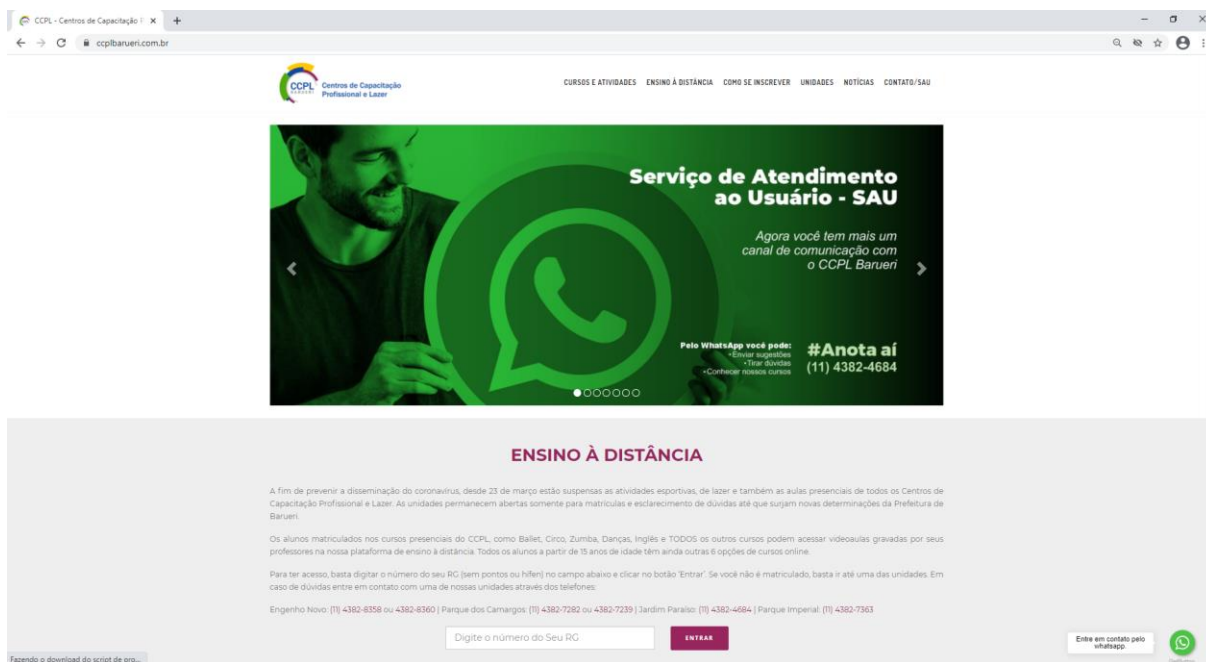 CCPL - Centros de Capacitação
ccplbarueri.com.br
CCPL
BARUERI
Centros de Capacitação
Profissional e Lazer
CURSOS E ATIVIDADES ENSINO À DISTÂNCIA COMO SE INSCREVER UNIDADES NOTÍCIAS CONTATO/SAU
Serviço de Atendimento
ao Usuário - SAU
Agora você tem mais um
canal de comunicação com
o CCPL Barueri
Pelo WhatsApp você pode:
•Enviar sugestões
•Tirar dúvidas
•Conhecer nossos cursos
#Anota aí
(11) 4382-4684
ENSINO À DISTÂNCIA
A fim de prevenir a disseminação do coronavírus, desde 23 de março estão suspensas as atividades esportivas, de lazer e também as aulas presenciais de todos os Centros de
Capacitação Profissional e Lazer. As unidades permanecem abertas somente para matrículas e esclarecimento de dúvidas até que surjam novas determinações da Prefeitura de
Barueri.
Os alunos matriculados nos cursos presenciais do CCPL, como Ballet, Circo, Zumba, Danças, Inglês e TODOS os outros cursos podem acessar videoaulas gravadas por seus
professores na nossa plataforma de ensino à distância. Todos os alunos a partir de 15 anos de idade têm ainda outras 6 opções de cursos online.
Para ter acesso, basta digitar o número do seu RG (sem pontos ou hífen) no campo abaixo e clicar no botão 'Entrar'. Se você não é matriculado, basta ir até uma das unidades. Em
caso de dúvidas entre em contato com uma de nossas unidades através dos telefones:
Engenho Novo: (11) 4382-8358 ou 4382-8360 | Parque dos Camargos: (11) 4382-7282 ou 4382-7239 | Jardim Paraíso: (11) 4382-4684 | Parque Imperial: (11) 4382-7363
Digite o número do Seu RG
ENTRAR
Entre em contato pelo
whatsapp.
Fazendo o download do script de pro...